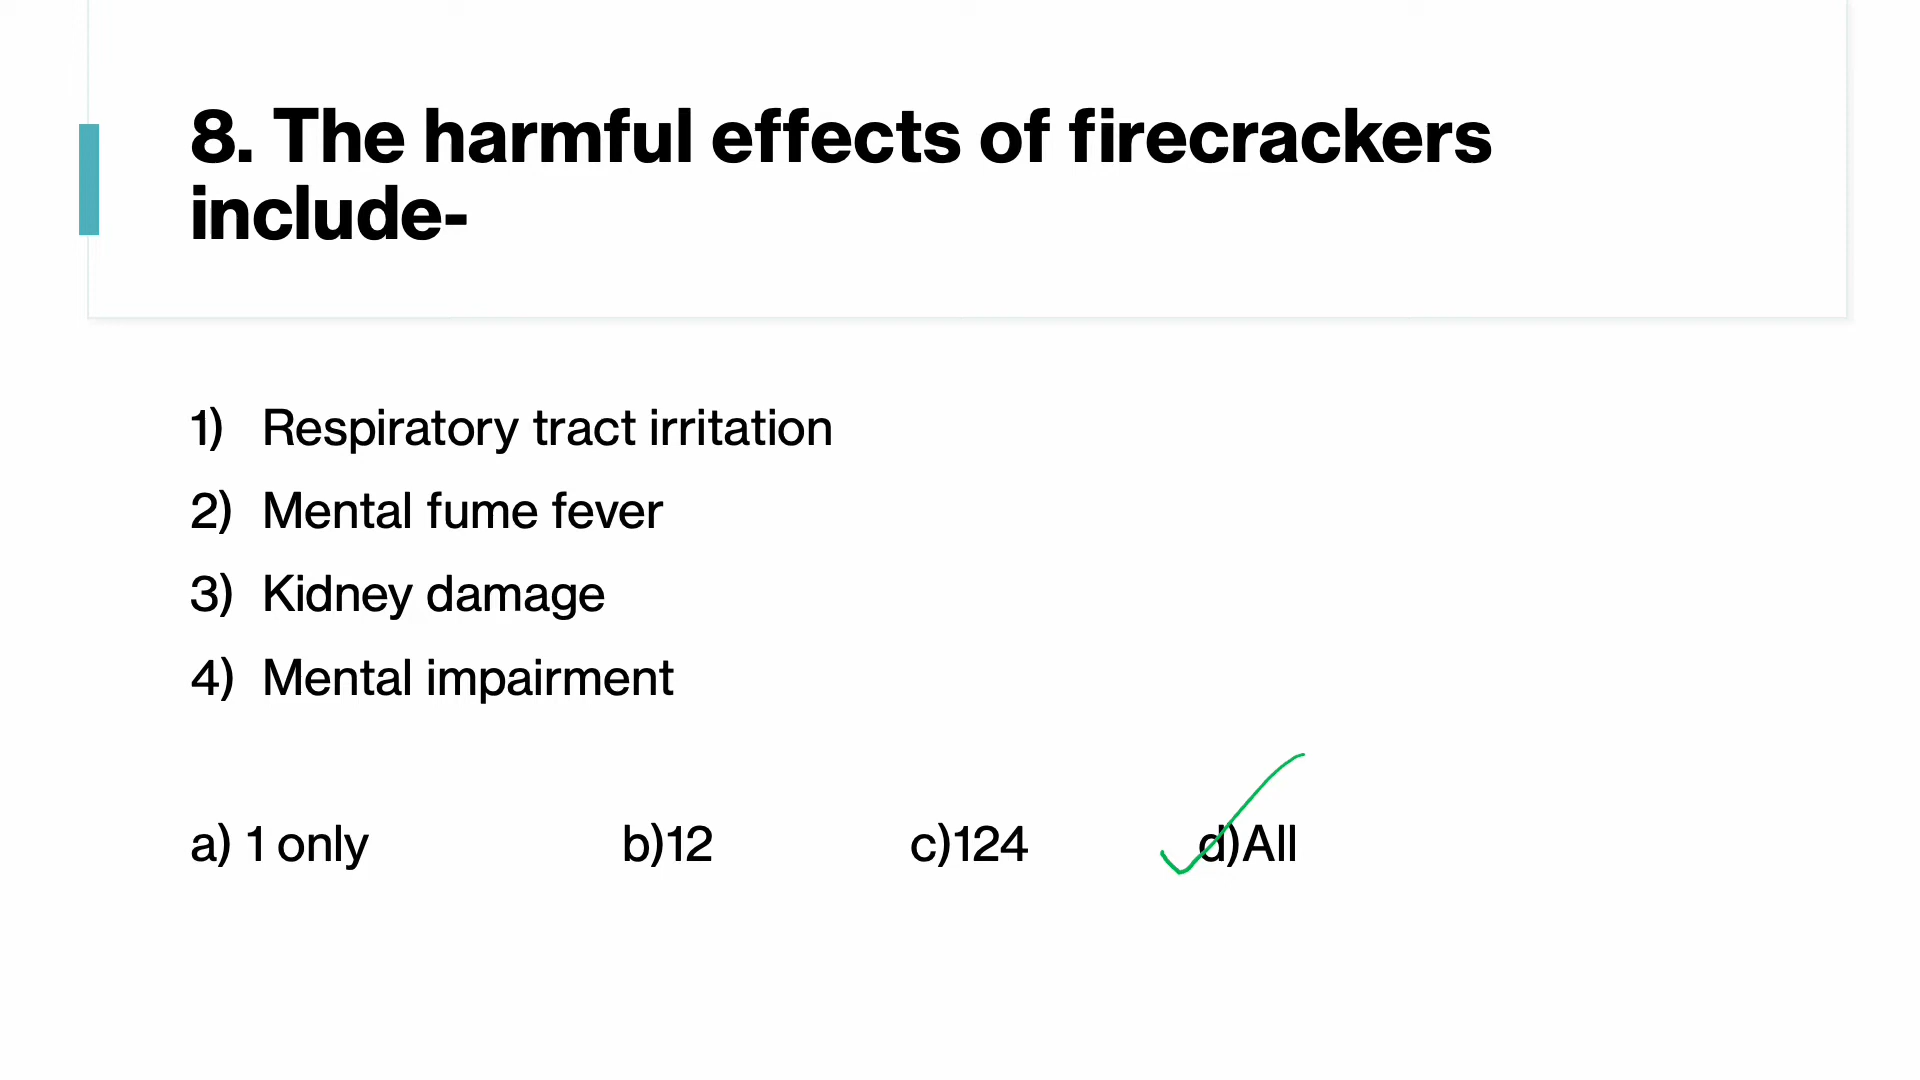 8. The harmful effects of firecrackers
include-
1) Respiratory tract irritation
2) Mental fume fever
3) Kidney damage
4) Mental impairment
a) 1 only b)12 c)124 d)All